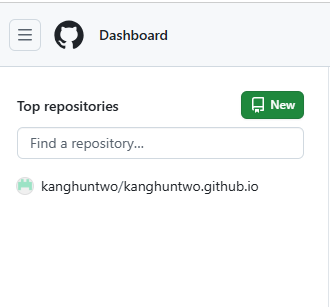 Dashboard
Top repositories
New
Find a repository...
kanghuntwo/kanghuntwo.github.io